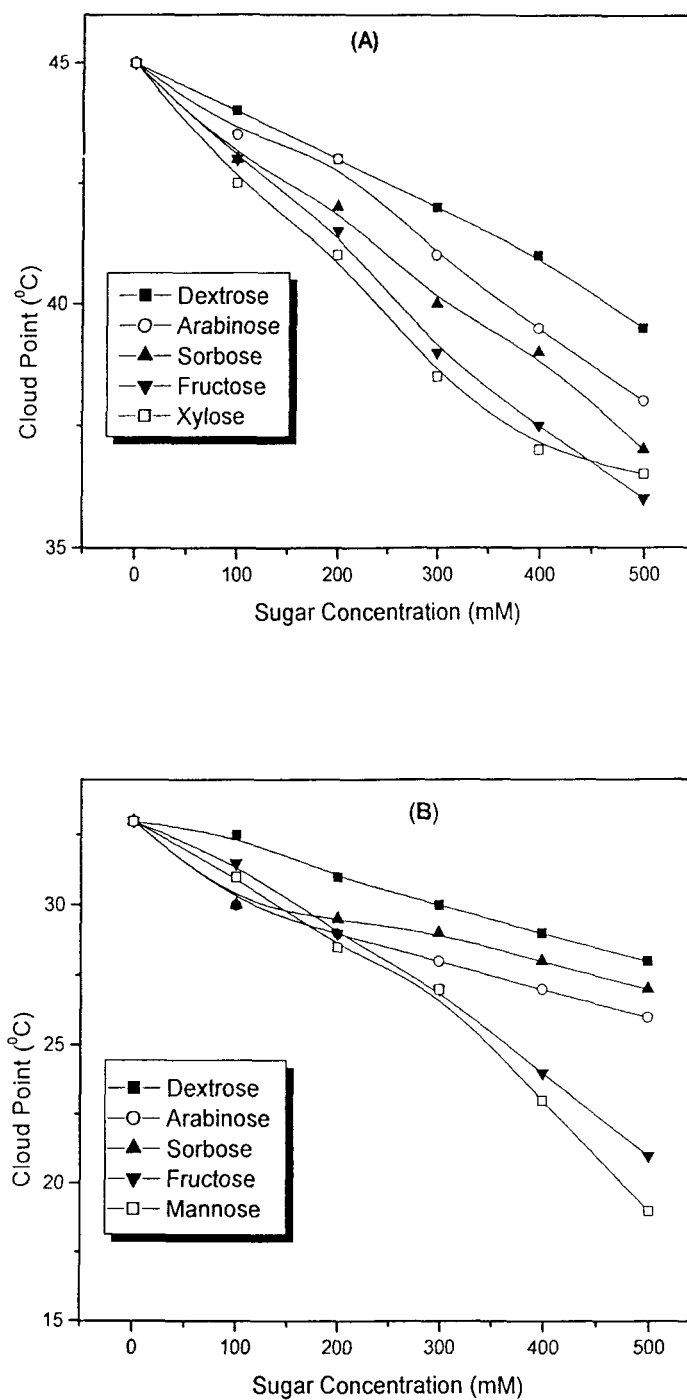 (A)
45
40
35
Cloud Point (⁰C)
Dextrose
Arabinose
Sorbose
Fructose
Xylose
0 100 200 300 400 500
Sugar Concentration (mM)
(B)
30
25
20
15
Cloud Point (⁰C)
Dextrose
Arabinose
Sorbose
Fructose
Mannose
0 100 200 300 400 500
Sugar Concentration (mM)